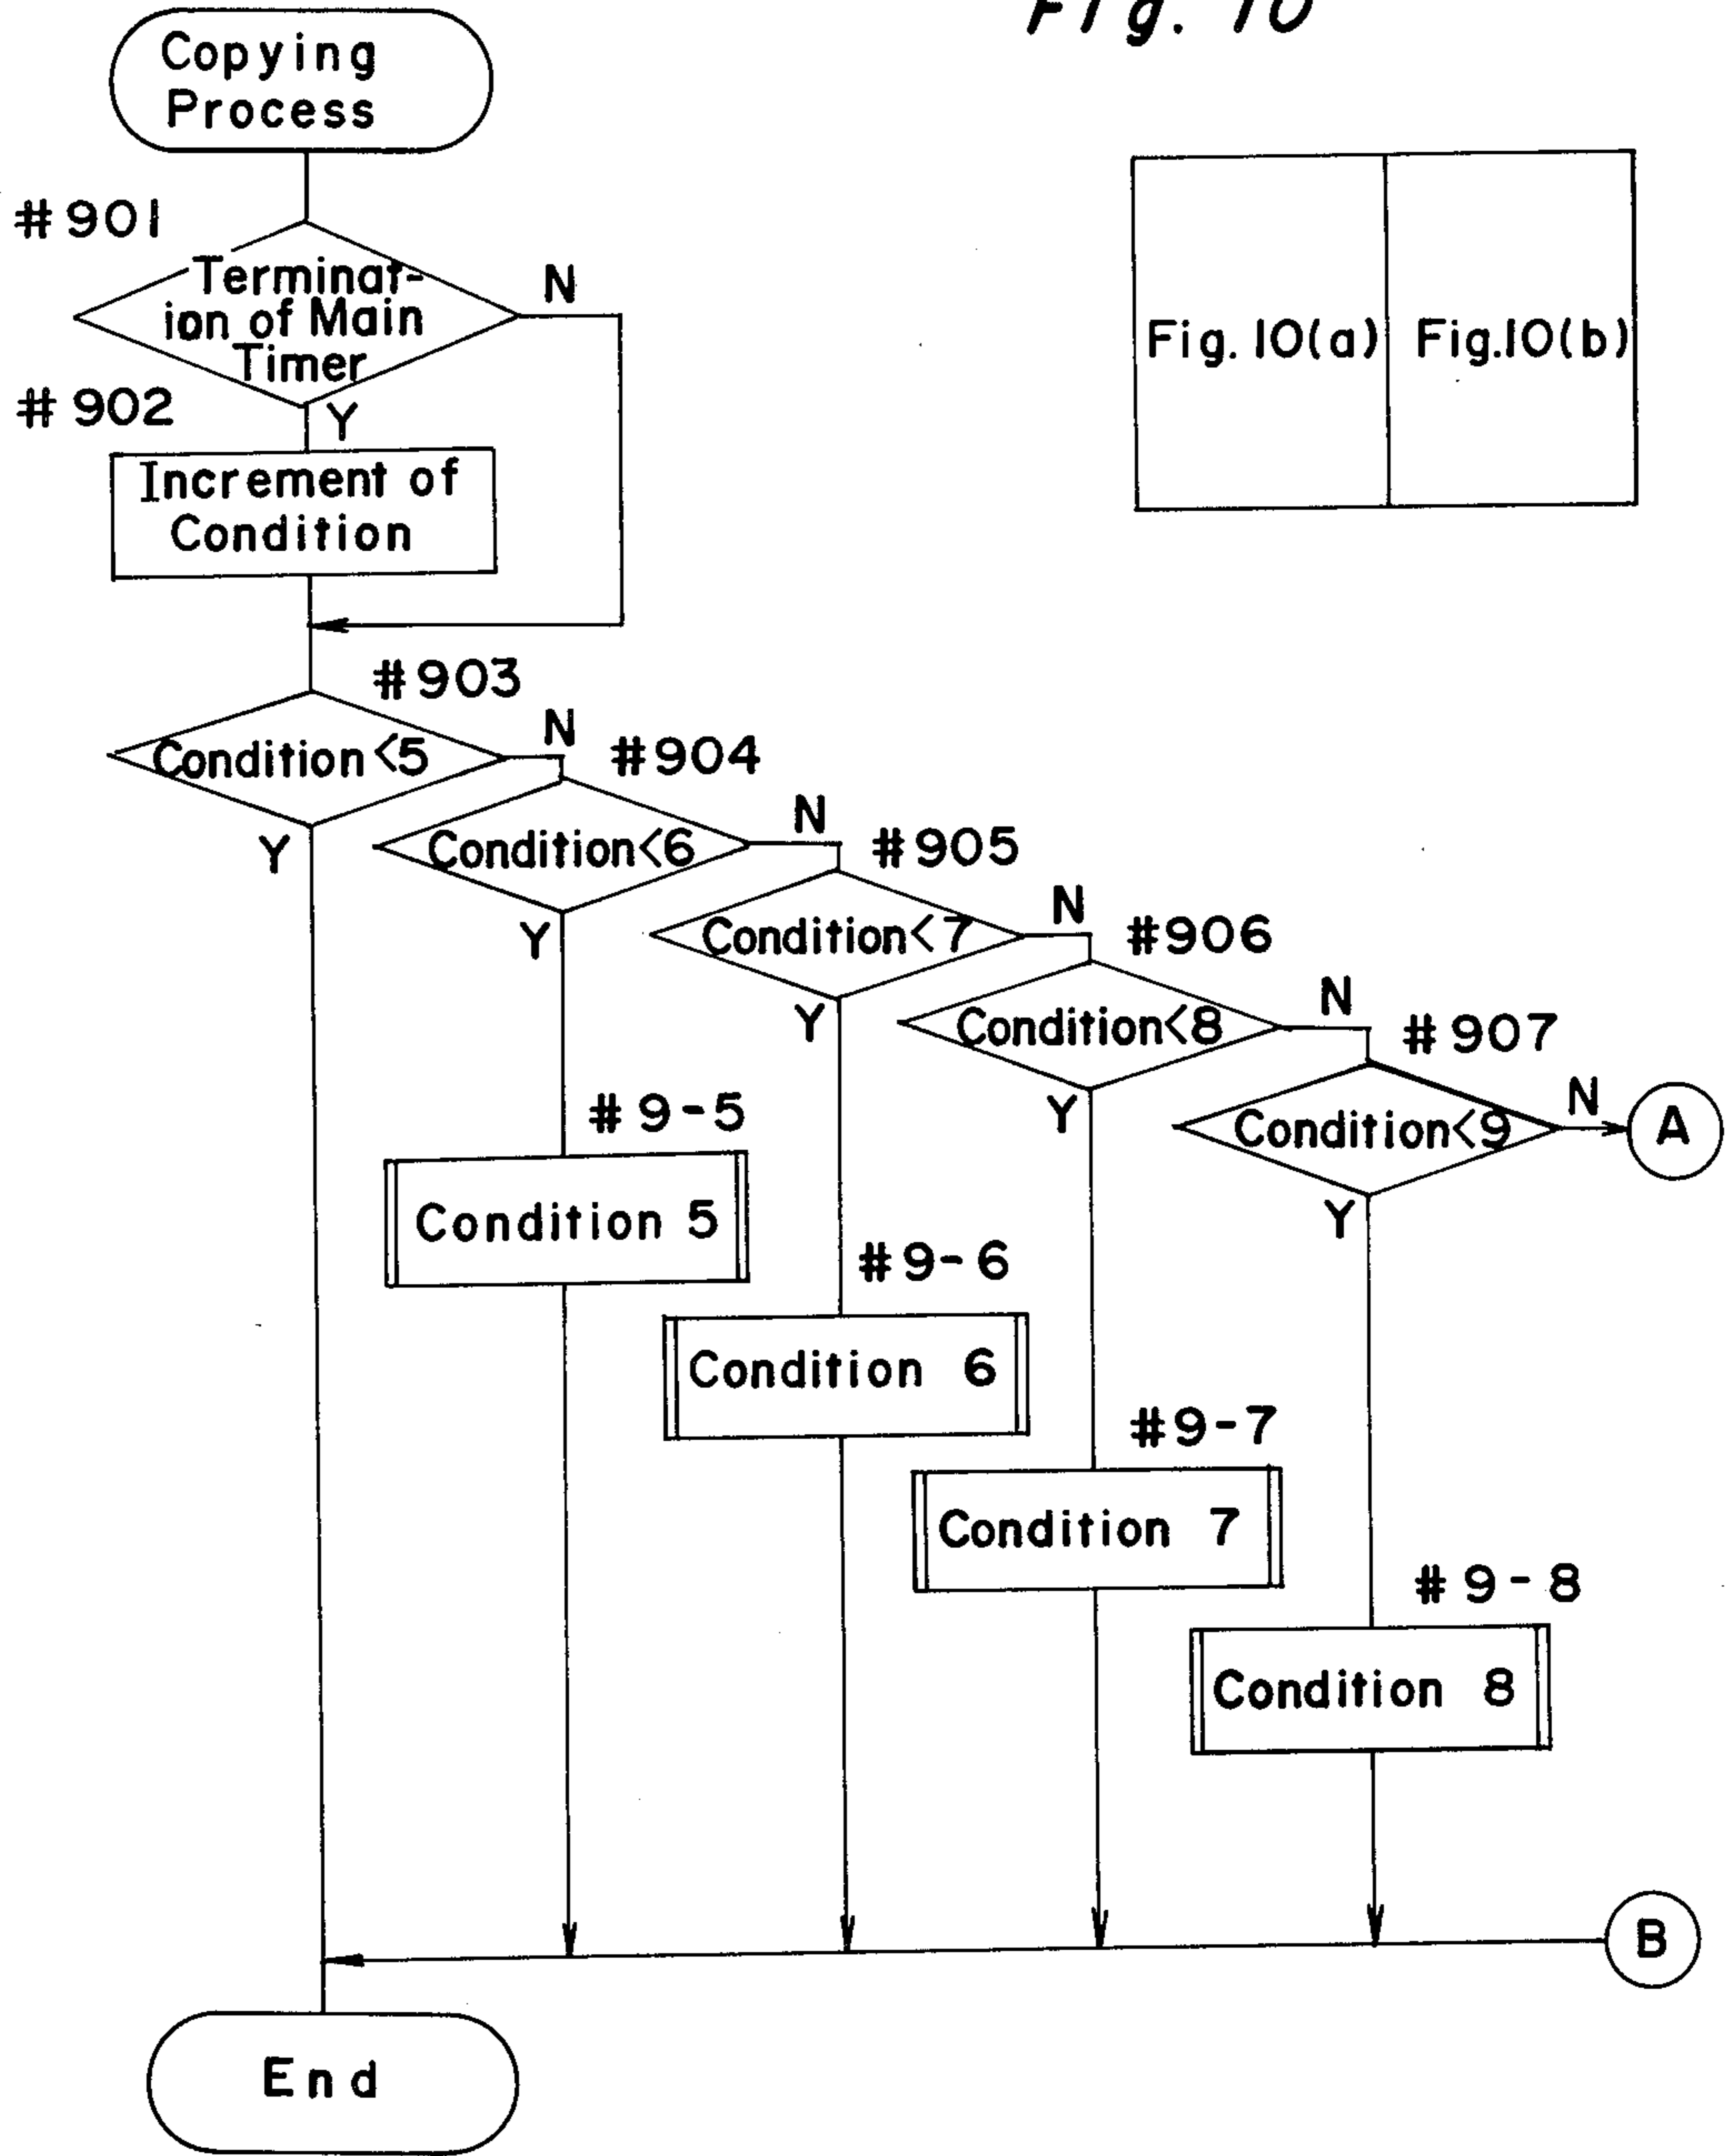 Fig. 10
Copying
Process
Fig. 10(a)
Fig.10(b)
#901
Terminat-
ion of Main
Timer
N
#902
Y
Increment of
Condition
#903
Condition<5
N
Y
#904
Condition<6
N
Y
#905
Condition<7
N
Y
#906
Condition<8
N
Y
#907
Condition<9
N
A
Y
#9-5
Condition 5
#9-6
Condition 6
#9-7
Condition 7
#9-8
Condition 8
B
End